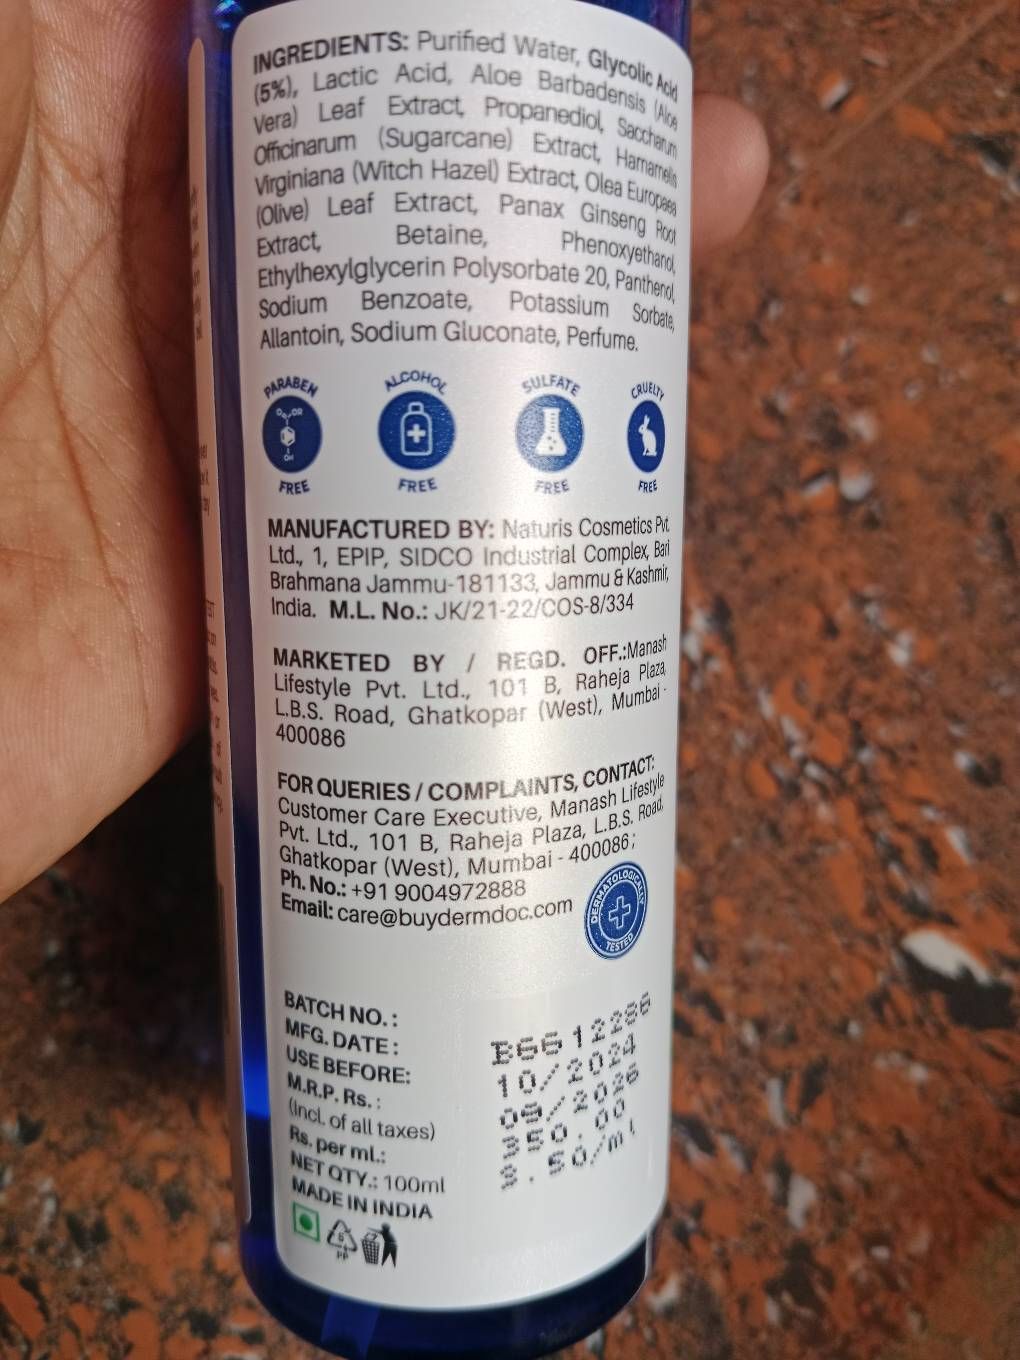 INGREDIENTS: Purified Water, Glycolic Acid
(5%), Lactic Acid, Aloe Barbadensis (Aloe
Vera) Leaf Extract, Propanediol, Saccharum
Officinarum (Sugarcane) Extract, Hamamelis
Virginiana (Witch Hazel) Extract, Olea Europaea
(Olive) Leaf Extract, Panax Ginseng Root
Extract, Betaine, Phenoxyethanol,
Ethylhexylglycerin Polysorbate 20, Panthenol,
Sodium Benzoate, Potassium Sorbate,
Allantoin, Sodium Gluconate, Perfume.
PARABEN ALCOHOL SULFATE CRUELTY
O OR
OH
FREE FREE FREE FREE
MANUFACTURED BY: Naturis Cosmetics Pvt.
Ltd., 1, EPIP, SIDCO Industrial Complex, Bari
Brahmana Jammu-181133, Jammu & Kashmir,
India. M.L. No.: JK/21-22/COS-8/334
MARKETED BY / REGD. OFF.:Manash
Lifestyle Pvt. Ltd., 101 B, Raheja Plaza,
L.B.S. Road, Ghatkopar (West), Mumbai -
400086
FOR QUERIES / COMPLAINTS, CONTACT:
Customer Care Executive, Manash Lifestyle
Pvt. Ltd., 101 B, Raheja Plaza, L.B.S. Road,
Ghatkopar (West), Mumbai - 400086;
Ph. No.: +91 9004972888
Email: care@buydermdoc.com
DERMATOLOGICALLY
TESTED
BATCH NO. : B6612286
MFG. DATE : 10/2024
USE BEFORE: 09/2026
M.R.P. Rs. : 350.00
(Incl. of all taxes)
Rs. per ml.: 3.50/ml
NET QTY.: 100ml
MADE IN INDIA
5
PP